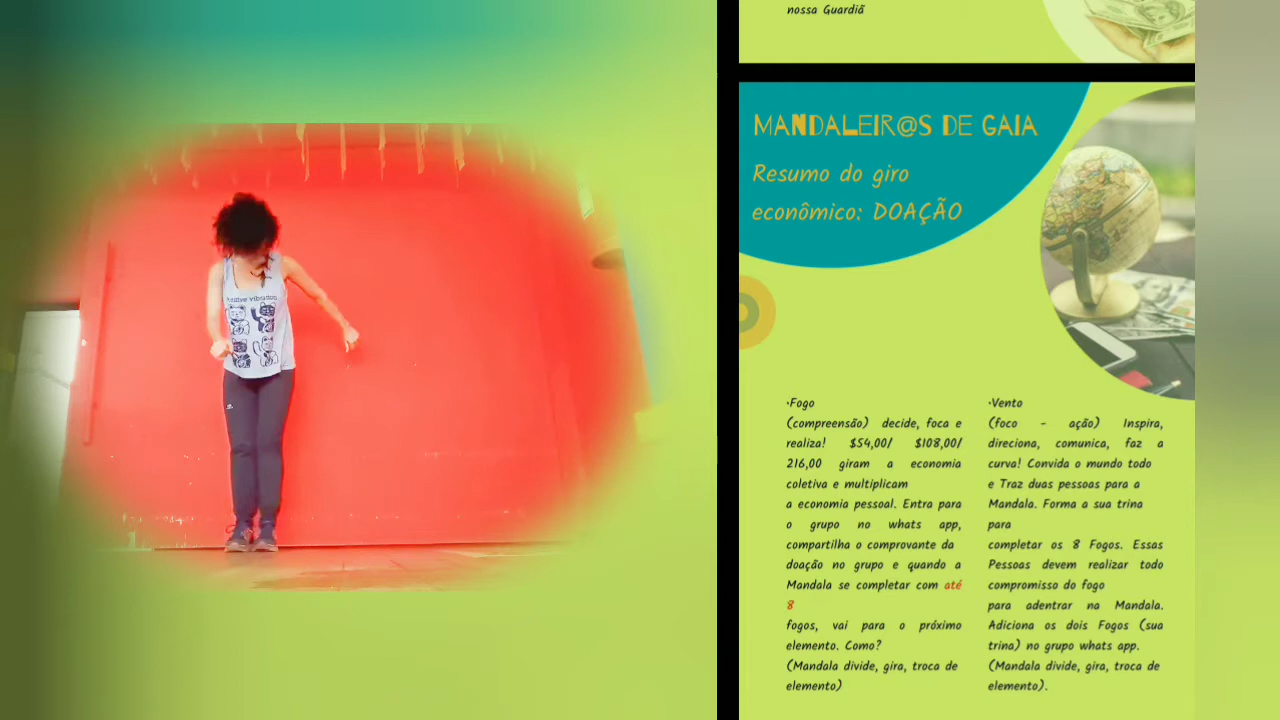 Positive vibration
nossa Guardiã
MANDALEIR@S DE GAIA
Resumo do giro
econômico: DOAÇÃO
•Fogo
(compreensão) decide, foca e
realiza! $54,00/ $108,00/
216,00 giram a economia
coletiva e multiplicam
a economia pessoal. Entra para
o grupo no whats app,
compartilha o comprovante da
doação no grupo e quando a
Mandala se completar com até
8
fogos, vai para o próximo
elemento. Como?
(Mandala divide, gira, troca de
elemento)
•Vento
(foco - ação) Inspira,
direciona, comunica, faz a
curva! Convida o mundo todo
e Traz duas pessoas para a
Mandala. Forma a sua trina
para
completar os 8 Fogos. Essas
Pessoas devem realizar todo
compromisso do fogo
para adentrar na Mandala.
Adiciona os dois Fogos (sua
trina) no grupo whats app.
(Mandala divide, gira, troca de
elemento).